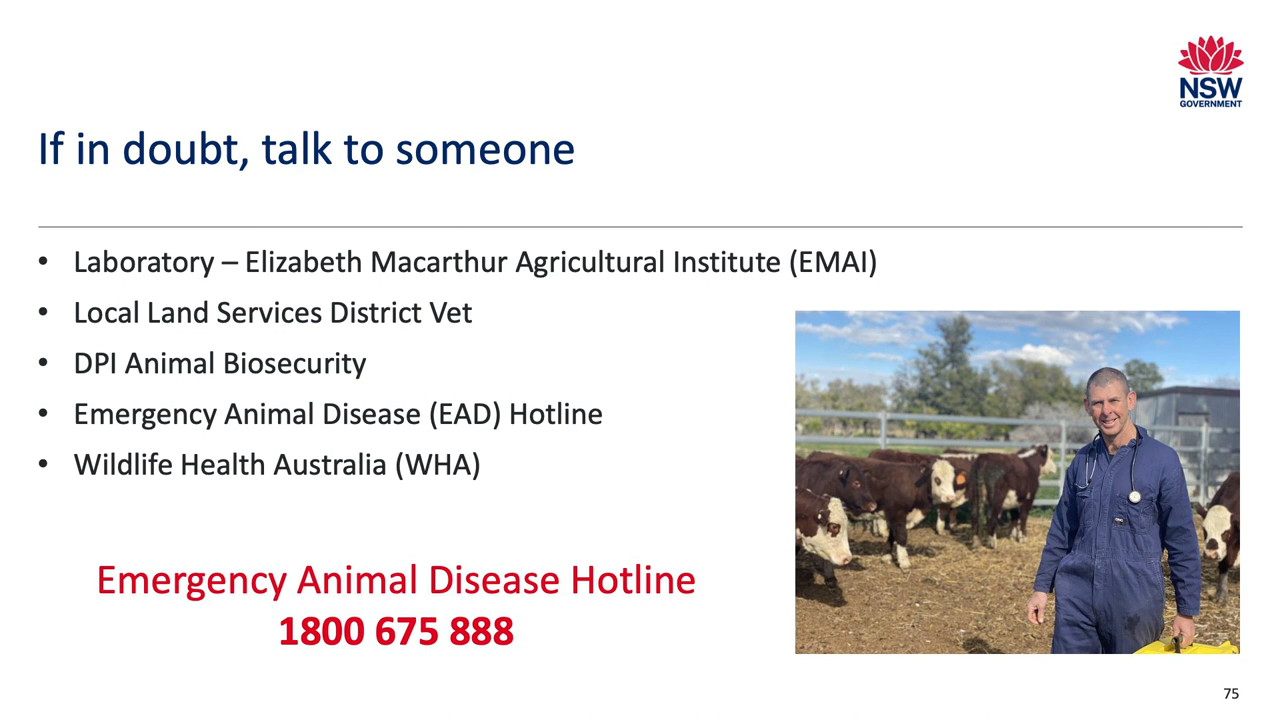 NSW
GOVERNMENT
If in doubt, talk to someone
• Laboratory – Elizabeth Macarthur Agricultural Institute (EMAI)
• Local Land Services District Vet
• DPI Animal Biosecurity
• Emergency Animal Disease (EAD) Hotline
• Wildlife Health Australia (WHA)
Emergency Animal Disease Hotline
1800 675 888
75